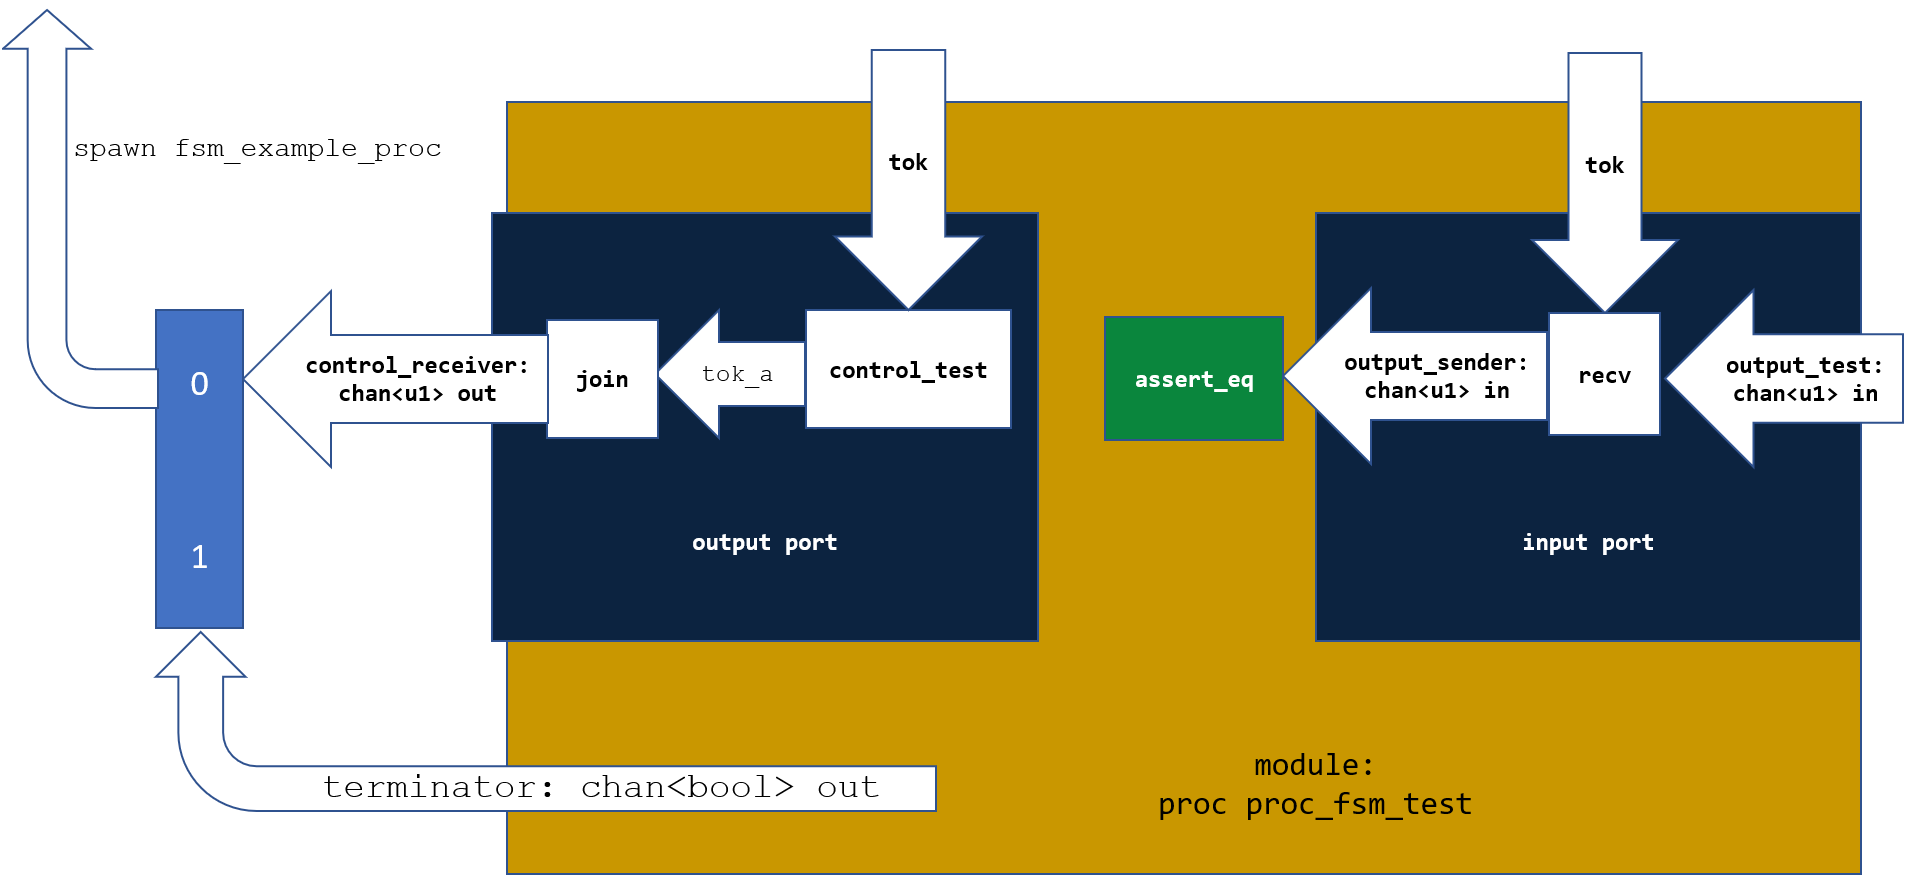 spawn fsm_example_proc
tok
tok
0
1
control_receiver:
chan<u1> out
join
tok_a
control_test
assert_eq
output_sender:
chan<u1> in
recv
output_test:
chan<u1> in
output port
input port
terminator: chan<bool> out
module:
proc proc_fsm_test